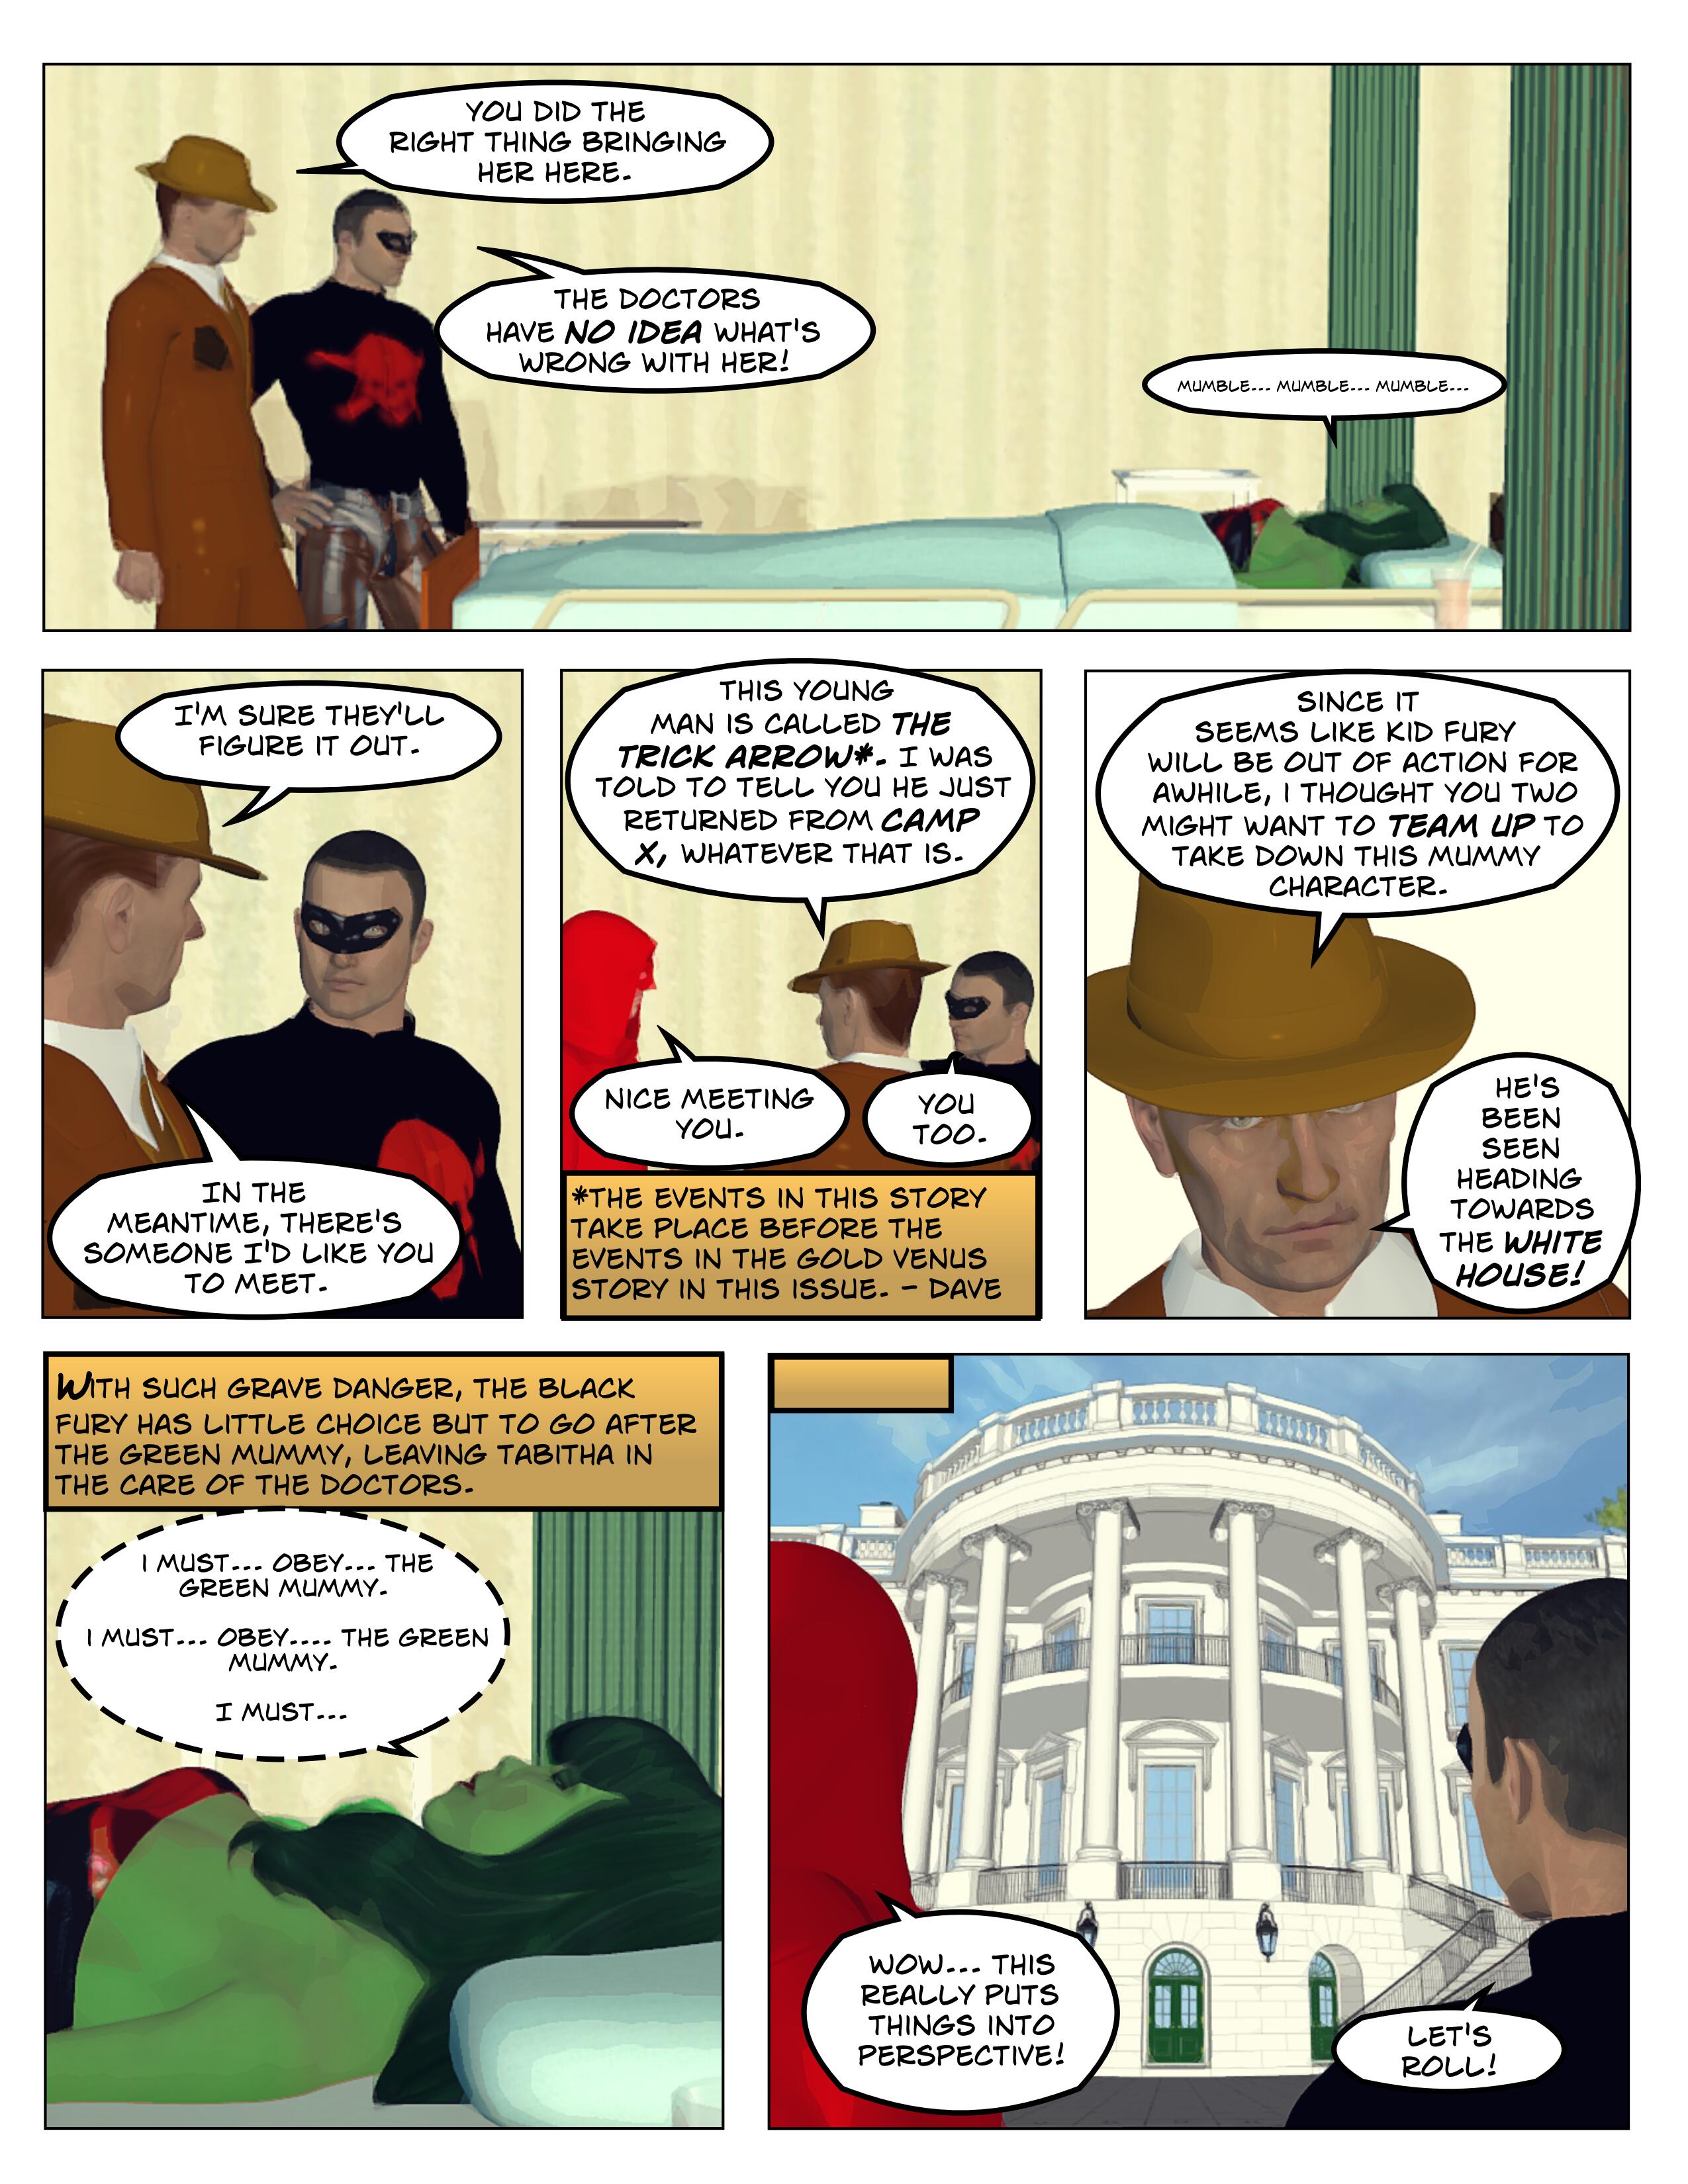 YOU DID THE
RIGHT THING BRINGING
HER HERE.
THE DOCTORS
HAVE NO IDEA WHAT'S
WRONG WITH HER!
MUMBLE... MUMBLE... MUMBLE...
I'M SURE THEY'LL
FIGURE IT OUT.
IN THE
MEANTIME, THERE'S
SOMEONE I'D LIKE YOU
TO MEET.
THIS YOUNG
MAN IS CALLED THE
TRICK ARROW*. I WAS
TOLD TO TELL YOU HE JUST
RETURNED FROM CAMP
X, WHATEVER THAT IS.
NICE MEETING
YOU.
YOU
TOO.
*THE EVENTS IN THIS STORY
TAKE PLACE BEFORE THE
EVENTS IN THE GOLD VENUS
STORY IN THIS ISSUE. - DAVE
SINCE IT
SEEMS LIKE KID FURY
WILL BE OUT OF ACTION FOR
AWHILE, I THOUGHT YOU TWO
MIGHT WANT TO TEAM UP TO
TAKE DOWN THIS MUMMY
CHARACTER.
HE'S
BEEN
SEEN
HEADING
TOWARDS
THE WHITE
HOUSE!
WITH SUCH GRAVE DANGER, THE BLACK
FURY HAS LITTLE CHOICE BUT TO GO AFTER
THE GREEN MUMMY, LEAVING TABITHA IN
THE CARE OF THE DOCTORS.
I MUST... OBEY... THE
GREEN MUMMY.
I MUST... OBEY.... THE GREEN
MUMMY.
I MUST...
WOW... THIS
REALLY PUTS
THINGS INTO
PERSPECTIVE!
LET'S
ROLL!